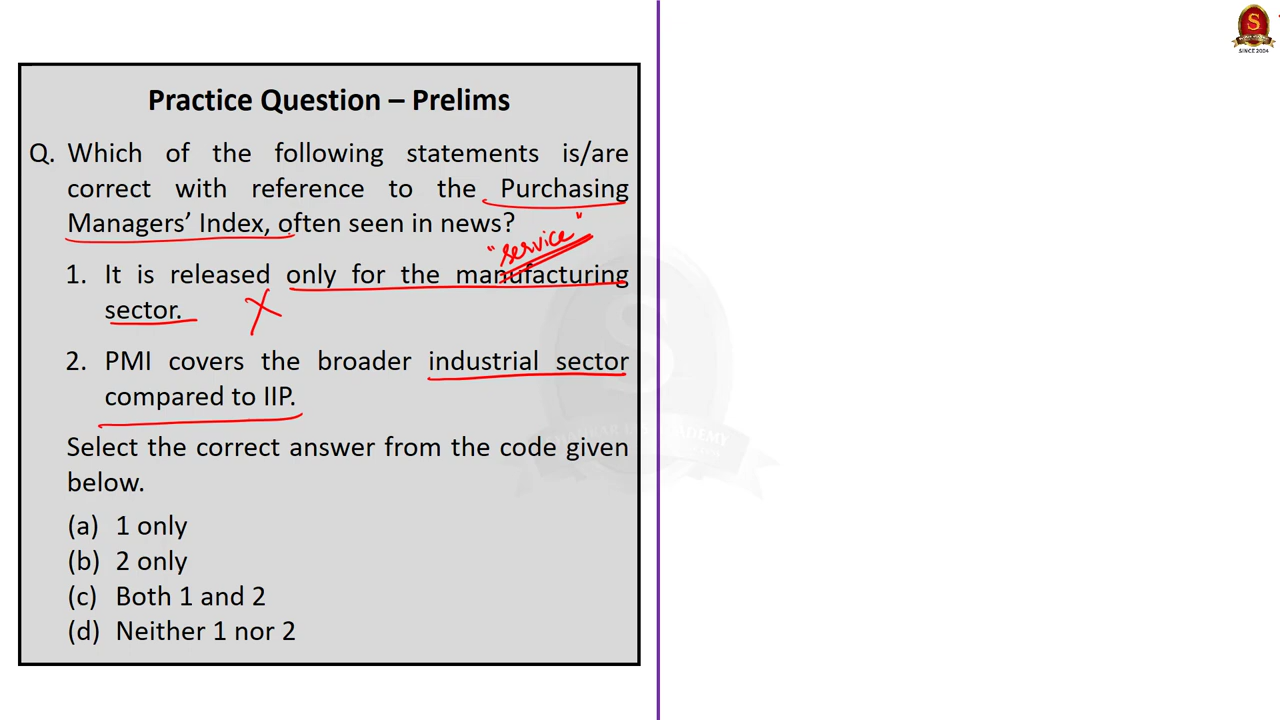 S
SINCE 2004
Practice Question – Prelims
Q. Which of the following statements is/are
correct with reference to the Purchasing
Managers’ Index, often seen in news?
"service"
1. It is released only for the manufacturing
sector.
2. PMI covers the broader industrial sector
compared to IIP.
Select the correct answer from the code given
below.
(a) 1 only
(b) 2 only
(c) Both 1 and 2
(d) Neither 1 nor 2